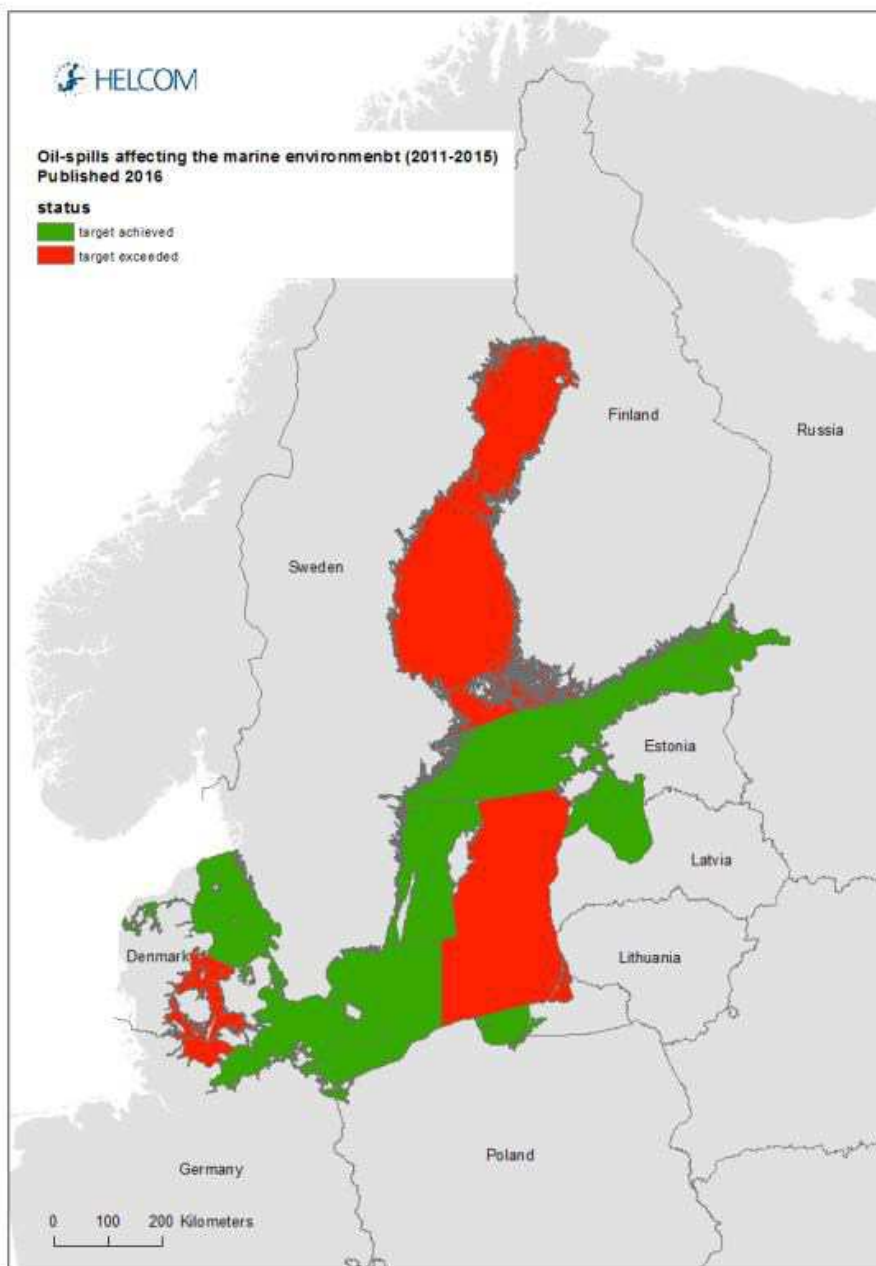 HELCOM
Oil-spills affecting the marine environmenbt (2011-2015)
Published 2016
status
target achieved
target exceeded
Finland
Russia
Sweden
Estonia
Latvia
Denmark
Lithuania
Poland
Germany
0 100 200 Kilometers